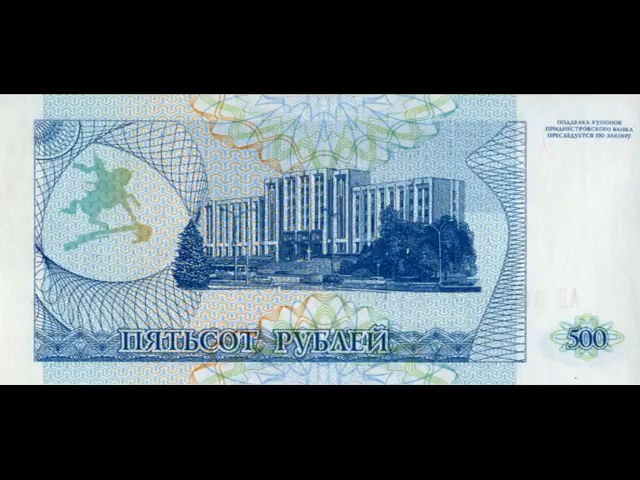 ПОДДЕЛКА КУПОНОВ
ПРИДНЕСТРОВСКОГО БАНКА
ПРЕСЛЕДУЕТСЯ ПО ЗАКОНУ
ПЯТЬСОТ РУБЛЕЙ
500